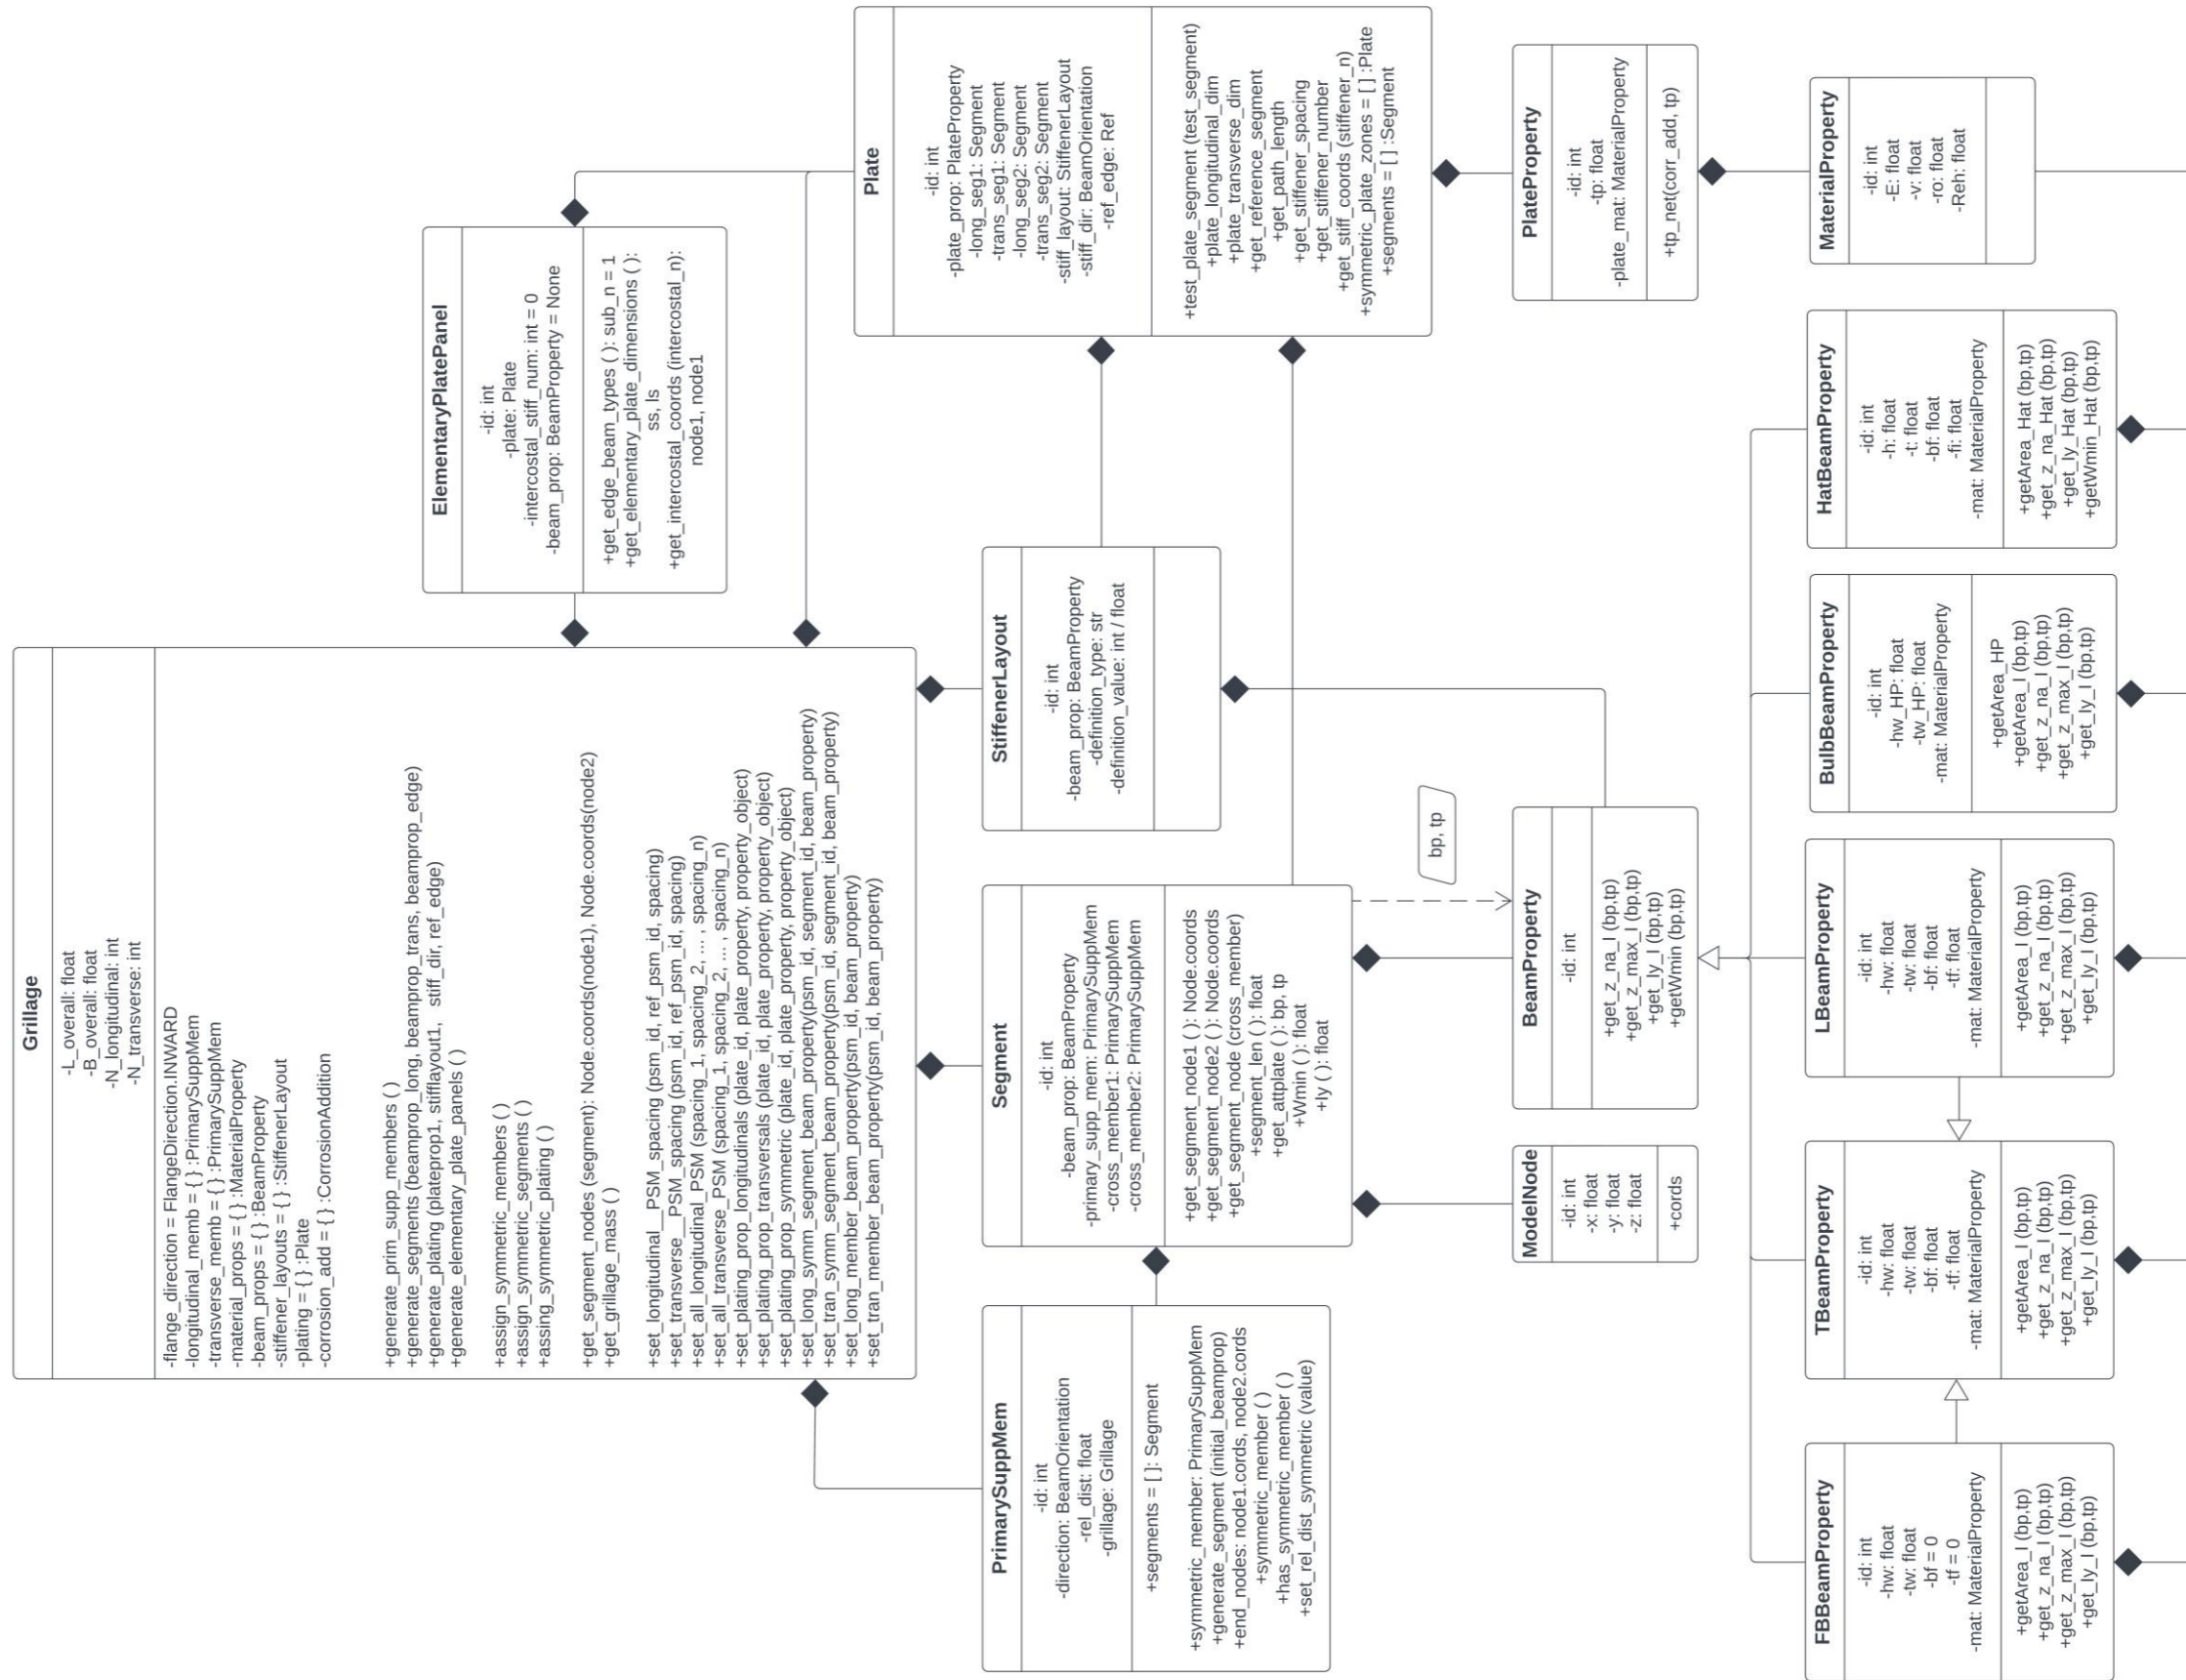 Grillage
-L_overall: float
-B_overall: float
-N_longitudinal: int
-N_transverse: int
-flange_direction = FlangeDirection.INWARD
-longitudinal_memb = { } :PrimarySuppMem
-transverse_memb = { } :PrimarySuppMem
-material_props = { } :MaterialProperty
-beam_props = { } :BeamProperty
-stiffener_layouts = { } :StiffenerLayout
-plating = { } :Plate
-corrosion_add = { } :CorrosionAddition
+generate_prim_supp_members ( )
+generate_segments (beamprop_long, beamprop_trans, beamprop_edge)
+generate_plating (plateprop1, stifflayout1, stiff_dir, ref_edge)
+generate_elementary_plate_panels ( )
+assign_symmetric_members ( )
+assign_symmetric_segments ( )
+assing_symmetric_plating ( )
+get_segment_nodes (segment): Node.coords(node1), Node.coords(node2)
+get_grillage_mass ( )
+set_longitudinal__PSM_spacing (psm_id, ref_psm_id, spacing)
+set_transverse__PSM_spacing (psm_id, ref_psm_id, spacing)
+set_all_longitudinal_PSM (spacing_1, spacing_2, ... , spacing_n)
+set_all_transverse_PSM (spacing_1, spacing_2, ... , spacing_n)
+set_plating_prop_longitudinals (plate_id, plate_property, property_object)
+set_plating_prop_transversals (plate_id, plate_property, property_object)
+set_plating_prop_symmetric (plate_id, plate_property, property_object)
+set_long_symm_segment_beam_property(psm_id, segment_id, beam_property)
+set_tran_symm_segment_beam_property(psm_id, segment_id, beam_property)
+set_long_member_beam_property(psm_id, beam_property)
+set_tran_member_beam_property(psm_id, beam_property)
ElementaryPlatePanel
-id: int
-plate: Plate
-intercostal_stiff_num: int = 0
-beam_prop: BeamProperty = None
+get_edge_beam_types ( ): sub_n = 1
+get_elementary_plate_dimensions ( ):
ss, ls
+get_intercostal_coords (intercostal_n):
node1, node1
Plate
-id: int
-plate_prop: PlateProperty
-long_seg1: Segment
-trans_seg1: Segment
-long_seg2: Segment
-trans_seg2: Segment
-stiff_layout: StiffenerLayout
-stiff_dir: BeamOrientation
-ref_edge: Ref
+test_plate_segment (test_segment)
+plate_longitudinal_dim
+plate_transverse_dim
+get_reference_segment
+get_path_length
+get_stiffener_spacing
+get_stiffener_number
+get_stiff_coords (stiffener_n)
+symmetric_plate_zones = [ ] :Plate
+segments = [ ] :Segment
PrimarySuppMem
-id: int
-direction: BeamOrientation
-rel_dist: float
-grillage: Grillage
+segments = [ ]: Segment
+symmetric_member: PrimarySuppMem
+generate_segment (initial_beamprop)
+end_nodes: node1.cords, node2.cords
+symmetric_member ( )
+has_symmetric_member ( )
+set_rel_dist_symmetric (value)
Segment
-id: int
-beam_prop: BeamProperty
-primary_supp_mem: PrimarySuppMem
-cross_member1: PrimarySuppMem
-cross_member2: PrimarySuppMem
+get_segment_node1 ( ): Node.coords
+get_segment_node2 ( ): Node.coords
+get_segment_node (cross_member)
+segment_len ( ): float
+get_attplate ( ): bp, tp
+Wmin ( ): float
+Iy ( ): float
StiffenerLayout
-id: int
-beam_prop: BeamProperty
-definition_type: str
-definition_value: int / float
bp, tp
ModelNode
-id: int
-x: float
-y: float
-z: float
+cords
BeamProperty
-id: int
+get_z_na_I (bp,tp)
+get_z_max_I (bp,tp)
+get_Iy_I (bp,tp)
+getWmin (bp,tp)
PlateProperty
-id: int
-tp: float
-plate_mat: MaterialProperty
+tp_net(corr_add, tp)
FBBeamProperty
-id: int
-hw: float
-tw: float
-bf = 0
-tf = 0
-mat: MaterialProperty
+getArea_I (bp,tp)
+get_z_na_I (bp,tp)
+get_z_max_I (bp,tp)
+get_Iy_I (bp,tp)
TBeamProperty
-id: int
-hw: float
-tw: float
-bf: float
-tf: float
-mat: MaterialProperty
+getArea_I (bp,tp)
+get_z_na_I (bp,tp)
+get_z_max_I (bp,tp)
+get_Iy_I (bp,tp)
LBeamProperty
-id: int
-hw: float
-tw: float
-bf: float
-tf: float
-mat: MaterialProperty
+getArea_I (bp,tp)
+get_z_na_I (bp,tp)
+get_z_max_I (bp,tp)
+get_Iy_I (bp,tp)
BulbBeamProperty
-id: int
-hw_HP: float
-tw_HP: float
-mat: MaterialProperty
+getArea_HP
+getArea_I (bp,tp)
+get_z_na_I (bp,tp)
+get_z_max_I (bp,tp)
+get_Iy_I (bp,tp)
HatBeamProperty
-id: int
-h: float
-t: float
-bf: float
-fi: float
-mat: MaterialProperty
+getArea_Hat (bp,tp)
+get_z_na_Hat (bp,tp)
+get_Iy_Hat (bp,tp)
+getWmin_Hat (bp,tp)
MaterialProperty
-id: int
-E: float
-v: float
-ro: float
-Reh: float